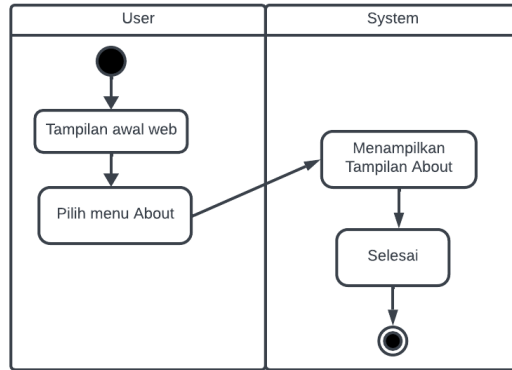 User
System
Tampilan awal web
Pilih menu About
Menampilkan
Tampilan About
Selesai